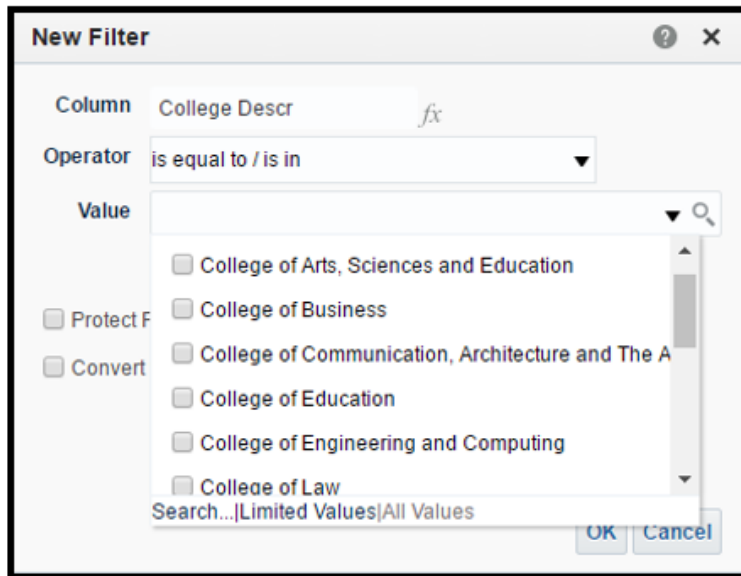 New Filter
Column College Descr fx
Operator is equal to / is in
Value
College of Arts, Sciences and Education
College of Business
Protect
College of Communication, Architecture and The A
Convert
College of Education
College of Engineering and Computing
College of Law
Search...|Limited Values|All Values
OK Cancel